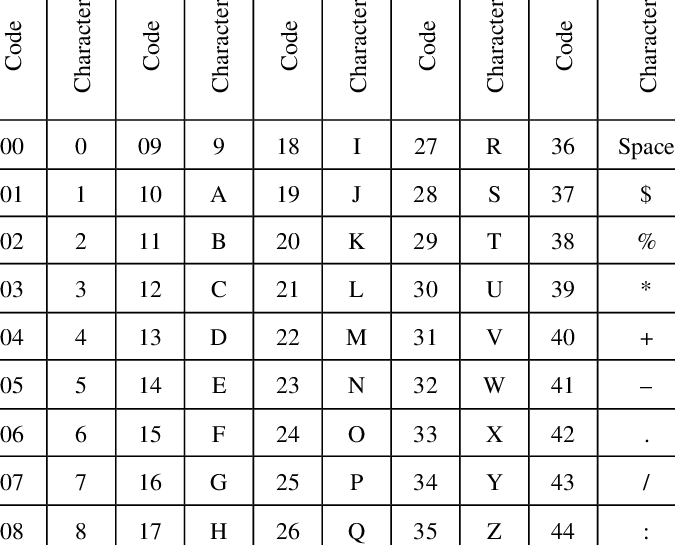 Code Character Code Character Code Character Code Character Code Character
00 0 09 9 18 I 27 R 36 Space
01 1 10 A 19 J 28 S 37 $
02 2 11 B 20 K 29 T 38 %
03 3 12 C 21 L 30 U 39 *
04 4 13 D 22 M 31 V 40 +
05 5 14 E 23 N 32 W 41 –
06 6 15 F 24 O 33 X 42 .
07 7 16 G 25 P 34 Y 43 /
08 8 17 H 26 Q 35 Z 44 :